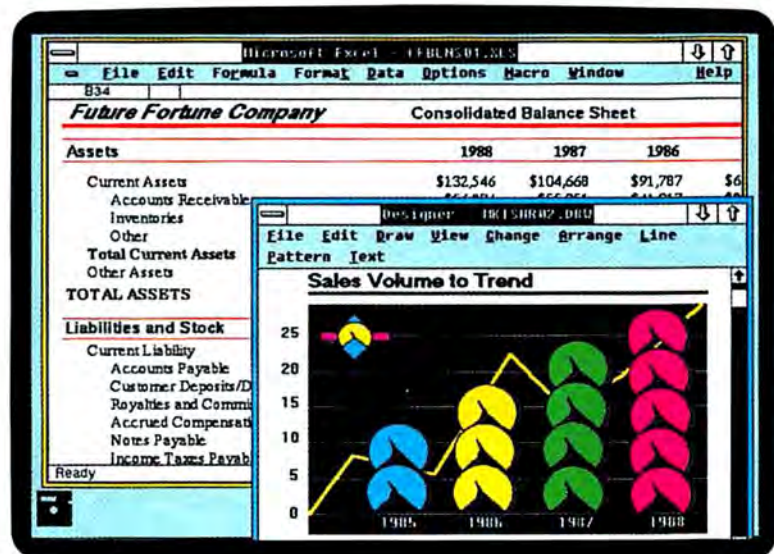 Microsoft Excel - FFBLNS01.XLS
File Edit Formula Format Data Options Macro Window Help
B34
Future Fortune Company Consolidated Balance Sheet
Assets 1988 1987 1986
Current Assets $132,546 $104,668 $91,787 $6
Accounts Receivable
Inventories
Other
Total Current Assets
Other Assets
TOTAL ASSETS
Liabilities and Stock
Current Liability
Accounts Payable
Customer Deposits/D
Royalties and Commi
Accrued Compensati
Notes Payable
Income Taxes Payab
Ready
Designer - MKTSHR02.DRW
File Edit Draw View Change Arrange Line
Pattern Text
Sales Volume to Trend
25
20
15
10
5
0
1985 1986 1987 1988